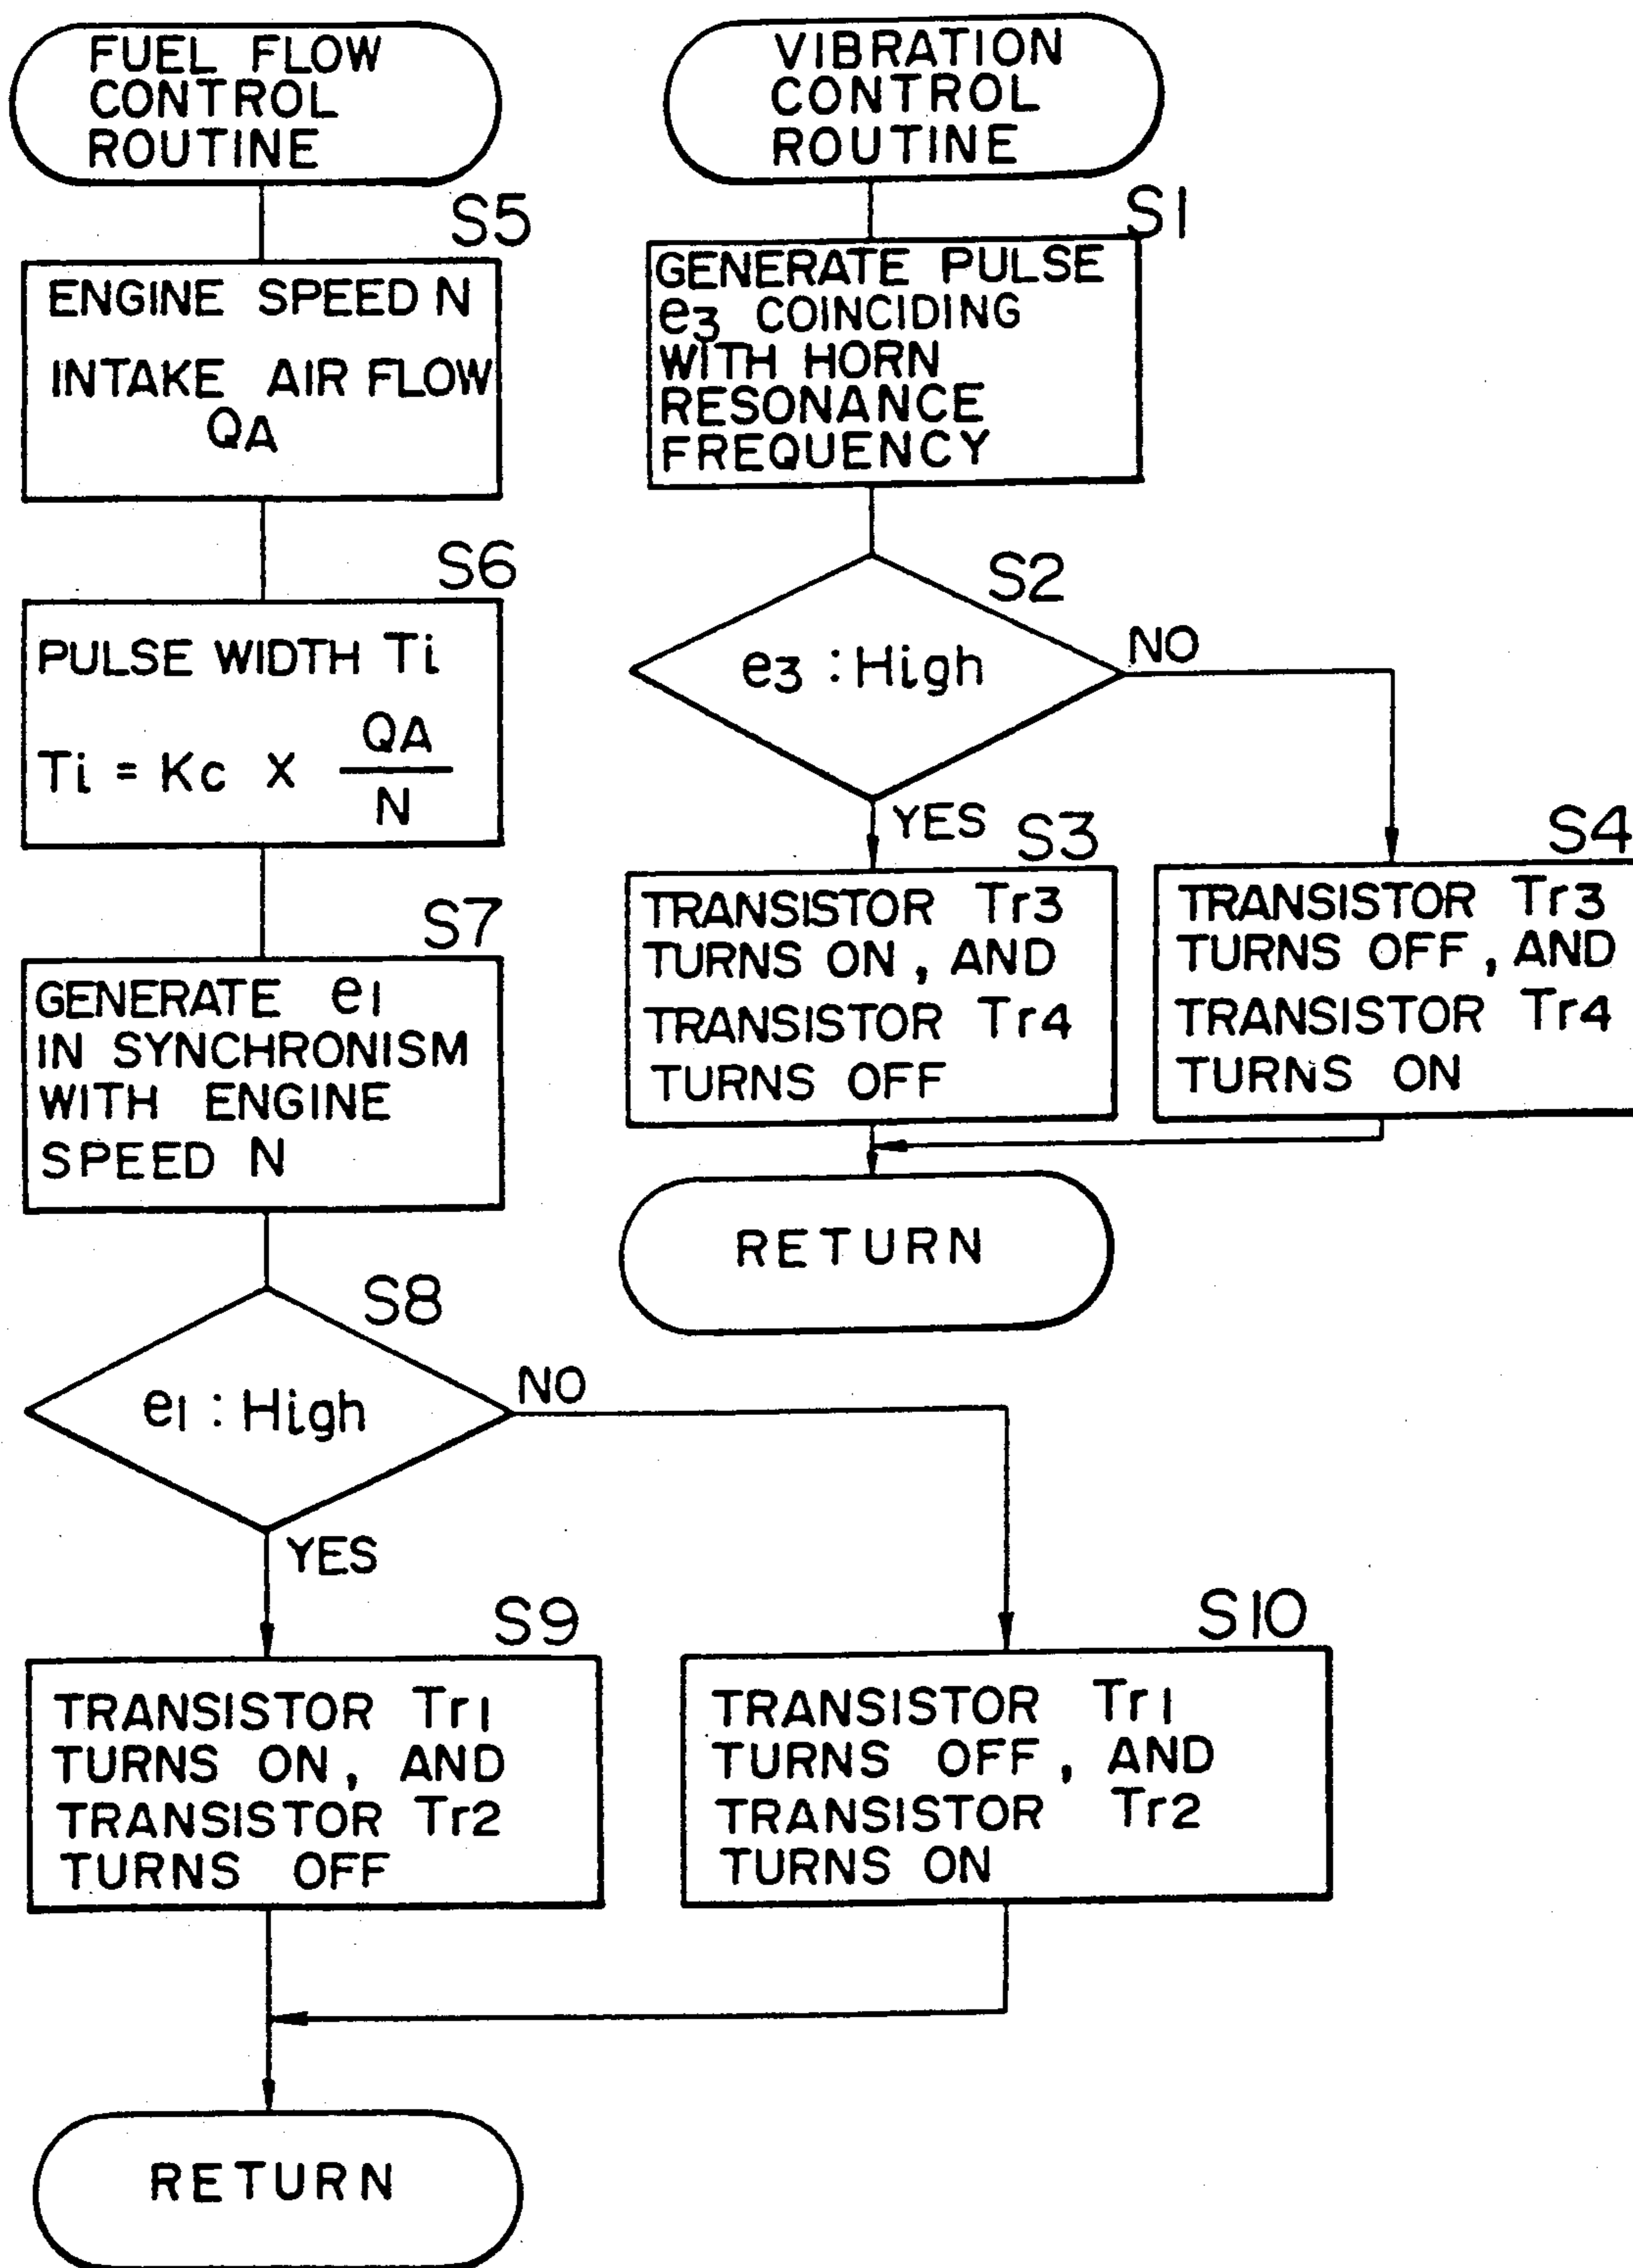 FUEL FLOW
CONTROL
ROUTINE
S5
ENGINE SPEED N
INTAKE AIR FLOW
QA
S6
PULSE WIDTH Ti
Ti = Kc x QA
N
S7
GENERATE e1
IN SYNCHRONISM
WITH ENGINE
SPEED N
S8
e1 : High
NO
YES
S9
TRANSISTOR Tr1
TURNS ON, AND
TRANSISTOR Tr2
TURNS OFF
S10
TRANSISTOR Tr1
TURNS OFF, AND
TRANSISTOR Tr2
TURNS ON
RETURN
VIBRATION
CONTROL
ROUTINE
S1
GENERATE PULSE
e3 COINCIDING
WITH HORN
RESONANCE
FREQUENCY
S2
e3 : High
NO
YES
S3
TRANSISTOR Tr3
TURNS ON, AND
TRANSISTOR Tr4
TURNS OFF
S4
TRANSISTOR Tr3
TURNS OFF, AND
TRANSISTOR Tr4
TURNS ON
RETURN